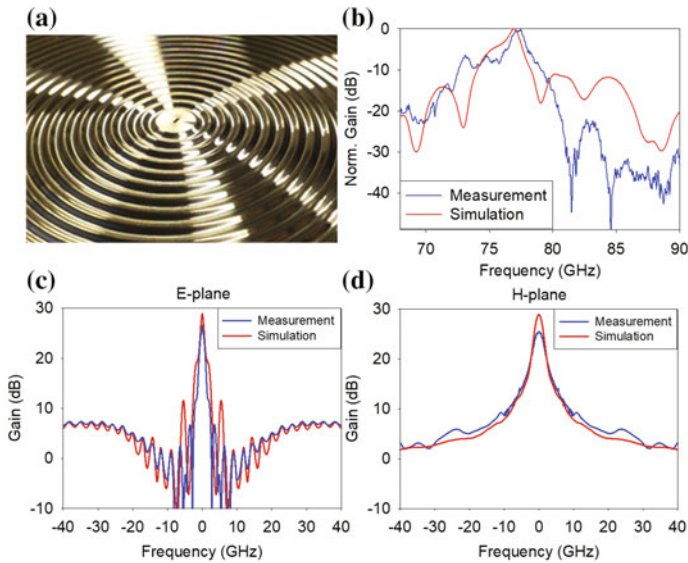 (a)
(b)
Norm. Gain (dB)
0
-10
-20
-30
-40
Measurement
Simulation
70 75 80 85 90
Frequency (GHz)
(c)
E-plane
Gain (dB)
30
20
10
0
-10
Measurement
Simulation
-40 -30 -20 -10 0 10 20 30 40
Frequency (GHz)
(d)
H-plane
Gain (dB)
30
20
10
0
-10
Measurement
Simulation
-40 -30 -20 -10 0 10 20 30 40
Frequency (GHz)